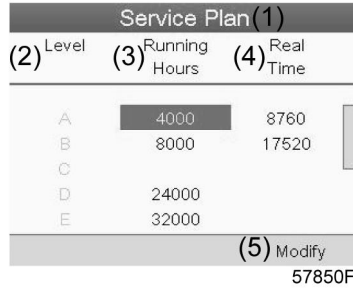 Service Plan (1)
(2) Level (3) Running Hours (4) Real Time
A 4000 8760
B 8000 17520
C
D 24000
E 32000
(5) Modify
57850F